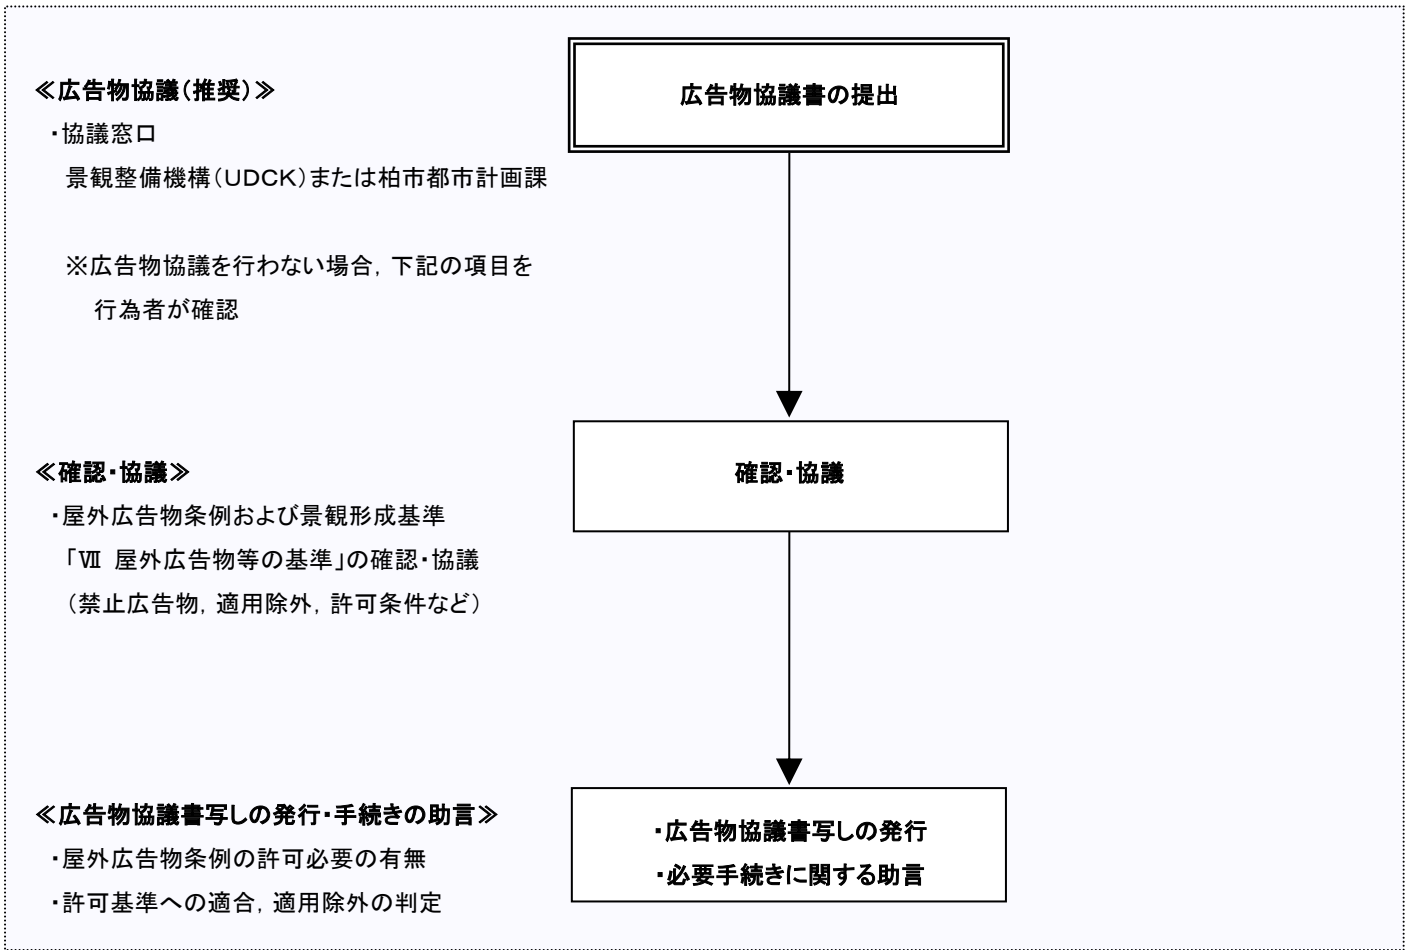 ≪広告物協議（推奨）≫
広告物協議書の提出
・協議窓口
景観整備機構（UDCK）または柏市都市計画課
※広告物協議を行わない場合，下記の項目を
行為者が確認
≪確認・協議≫
確認・協議
・屋外広告物条例および景観形成基準
「Ⅶ 屋外広告物等の基準」の確認・協議
（禁止広告物，適用除外，許可条件など）
≪広告物協議書写しの発行・手続きの助言≫
・屋外広告物条例の許可必要の有無
・許可基準への適合，適用除外の判定
・広告物協議書写しの発行
・必要手続きに関する助言